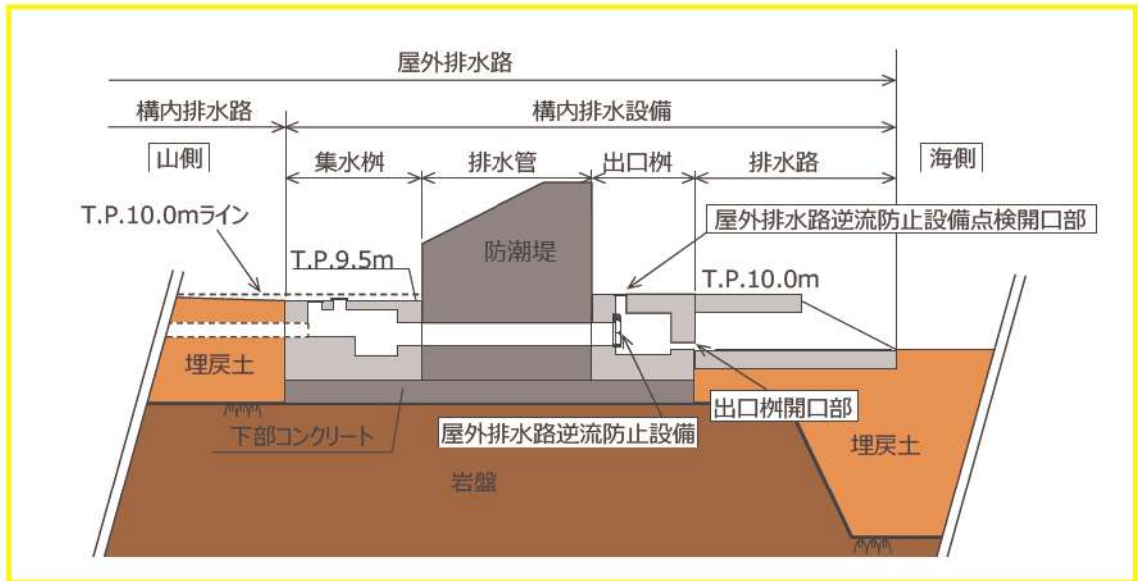 屋外排水路
構内排水路
構内排水設備
山側
集水桝
排水管
出口桝
排水路
海側
T.P.10.0mライン
屋外排水路逆流防止設備点検開口部
T.P.9.5m
防潮堤
T.P.10.0m
埋戻土
出口桝開口部
下部コンクリート
屋外排水路逆流防止設備
埋戻土
岩盤